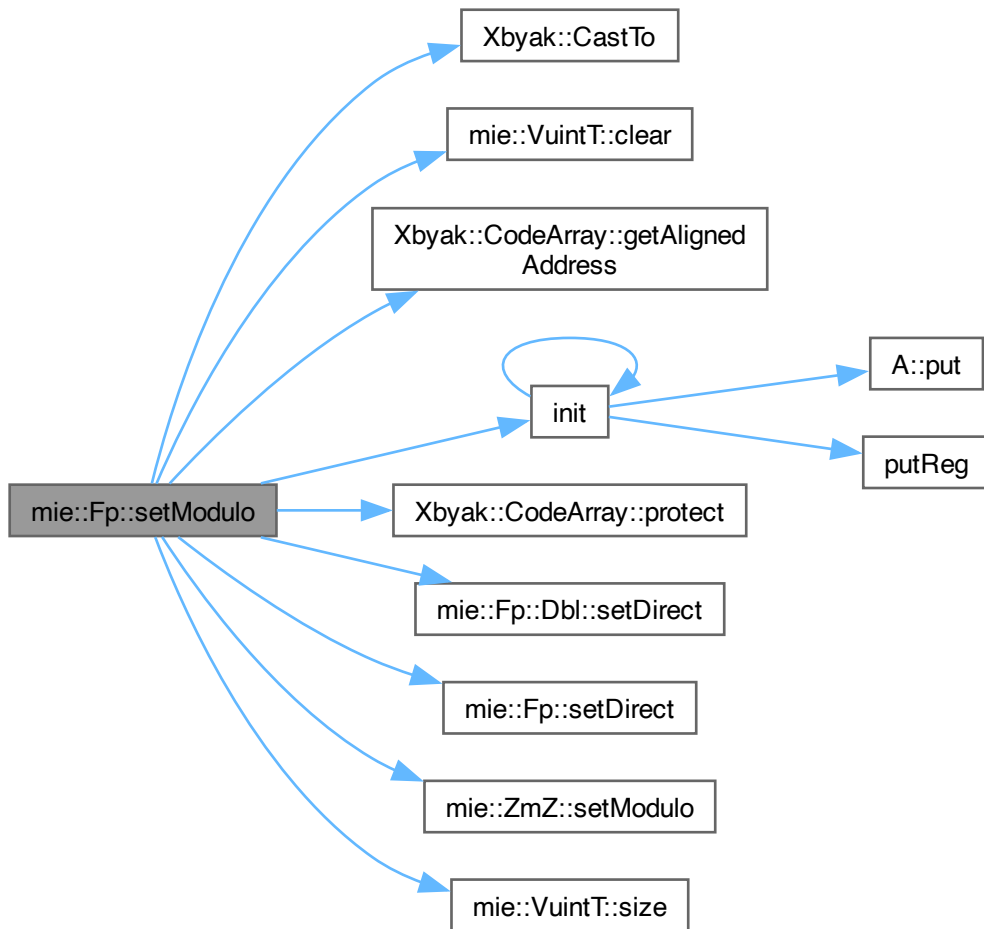 Xbyak::CastTo
mie::VuintT::clear
Xbyak::CodeArray::getAligned
Address
A::put
init
putReg
mie::Fp::setModulo
Xbyak::CodeArray::protect
mie::Fp::Dbl::setDirect
mie::Fp::setDirect
mie::ZmZ::setModulo
mie::VuintT::size